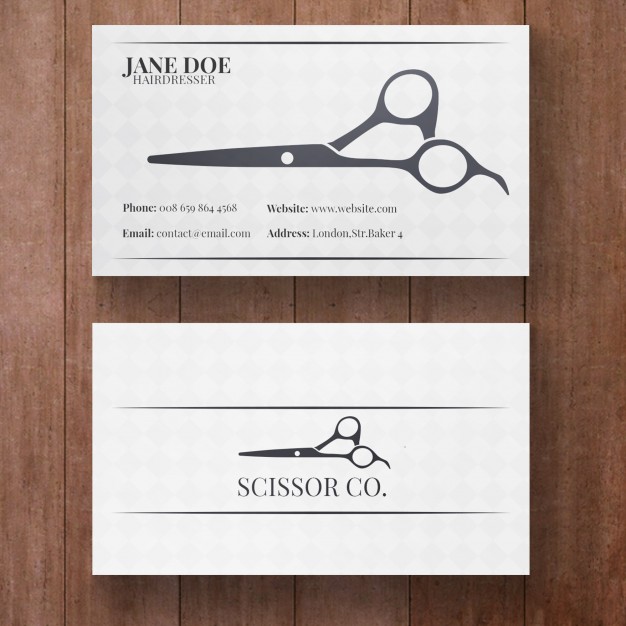 JANE DOE
HAIRDRESSER
Phone: 008 659 864 4568 Website: www.website.com
Email: contact@email.com Address: London,Str.Baker 4
SCISSOR CO.